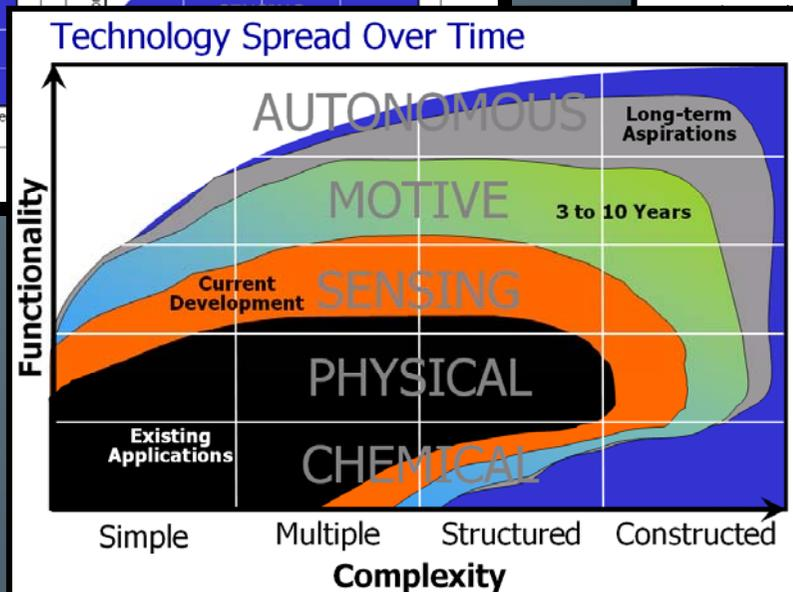 Technology Spread Over Time
AUTONOMOUS
Long-term
Aspirations
MOTIVE
3 to 10 Years
Current
Development
SENSING
PHYSICAL
Existing
Applications
CHEMICAL
Functionality
Simple
Multiple
Structured
Constructed
Complexity